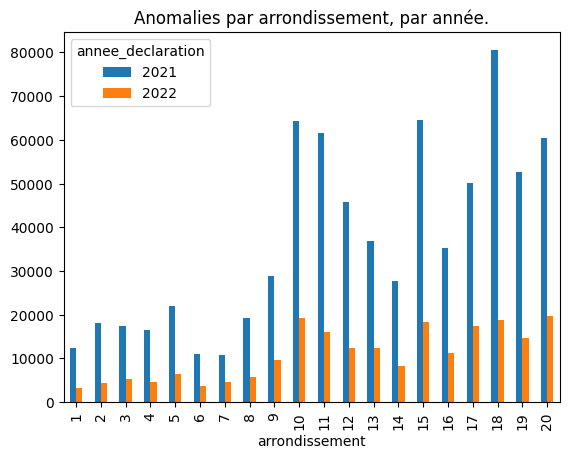 Anomalies par arrondissement, par année.
annee_declaration
2021
2022
80000
70000
60000
50000
40000
30000
20000
10000
0
1 2 3 4 5 6 7 8 9 10 11 12 13 14 15 16 17 18 19 20
arrondissement